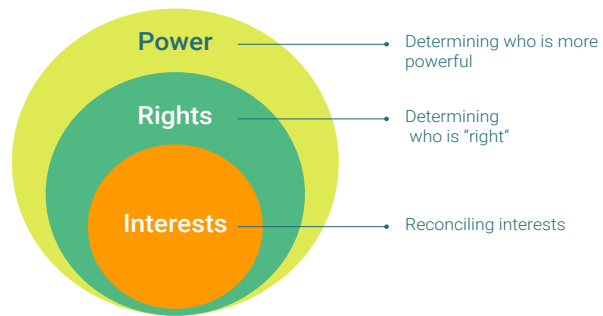 Power
Determining who is more
powerful
Rights
Determining
who is “right”
Interests
Reconciling interests